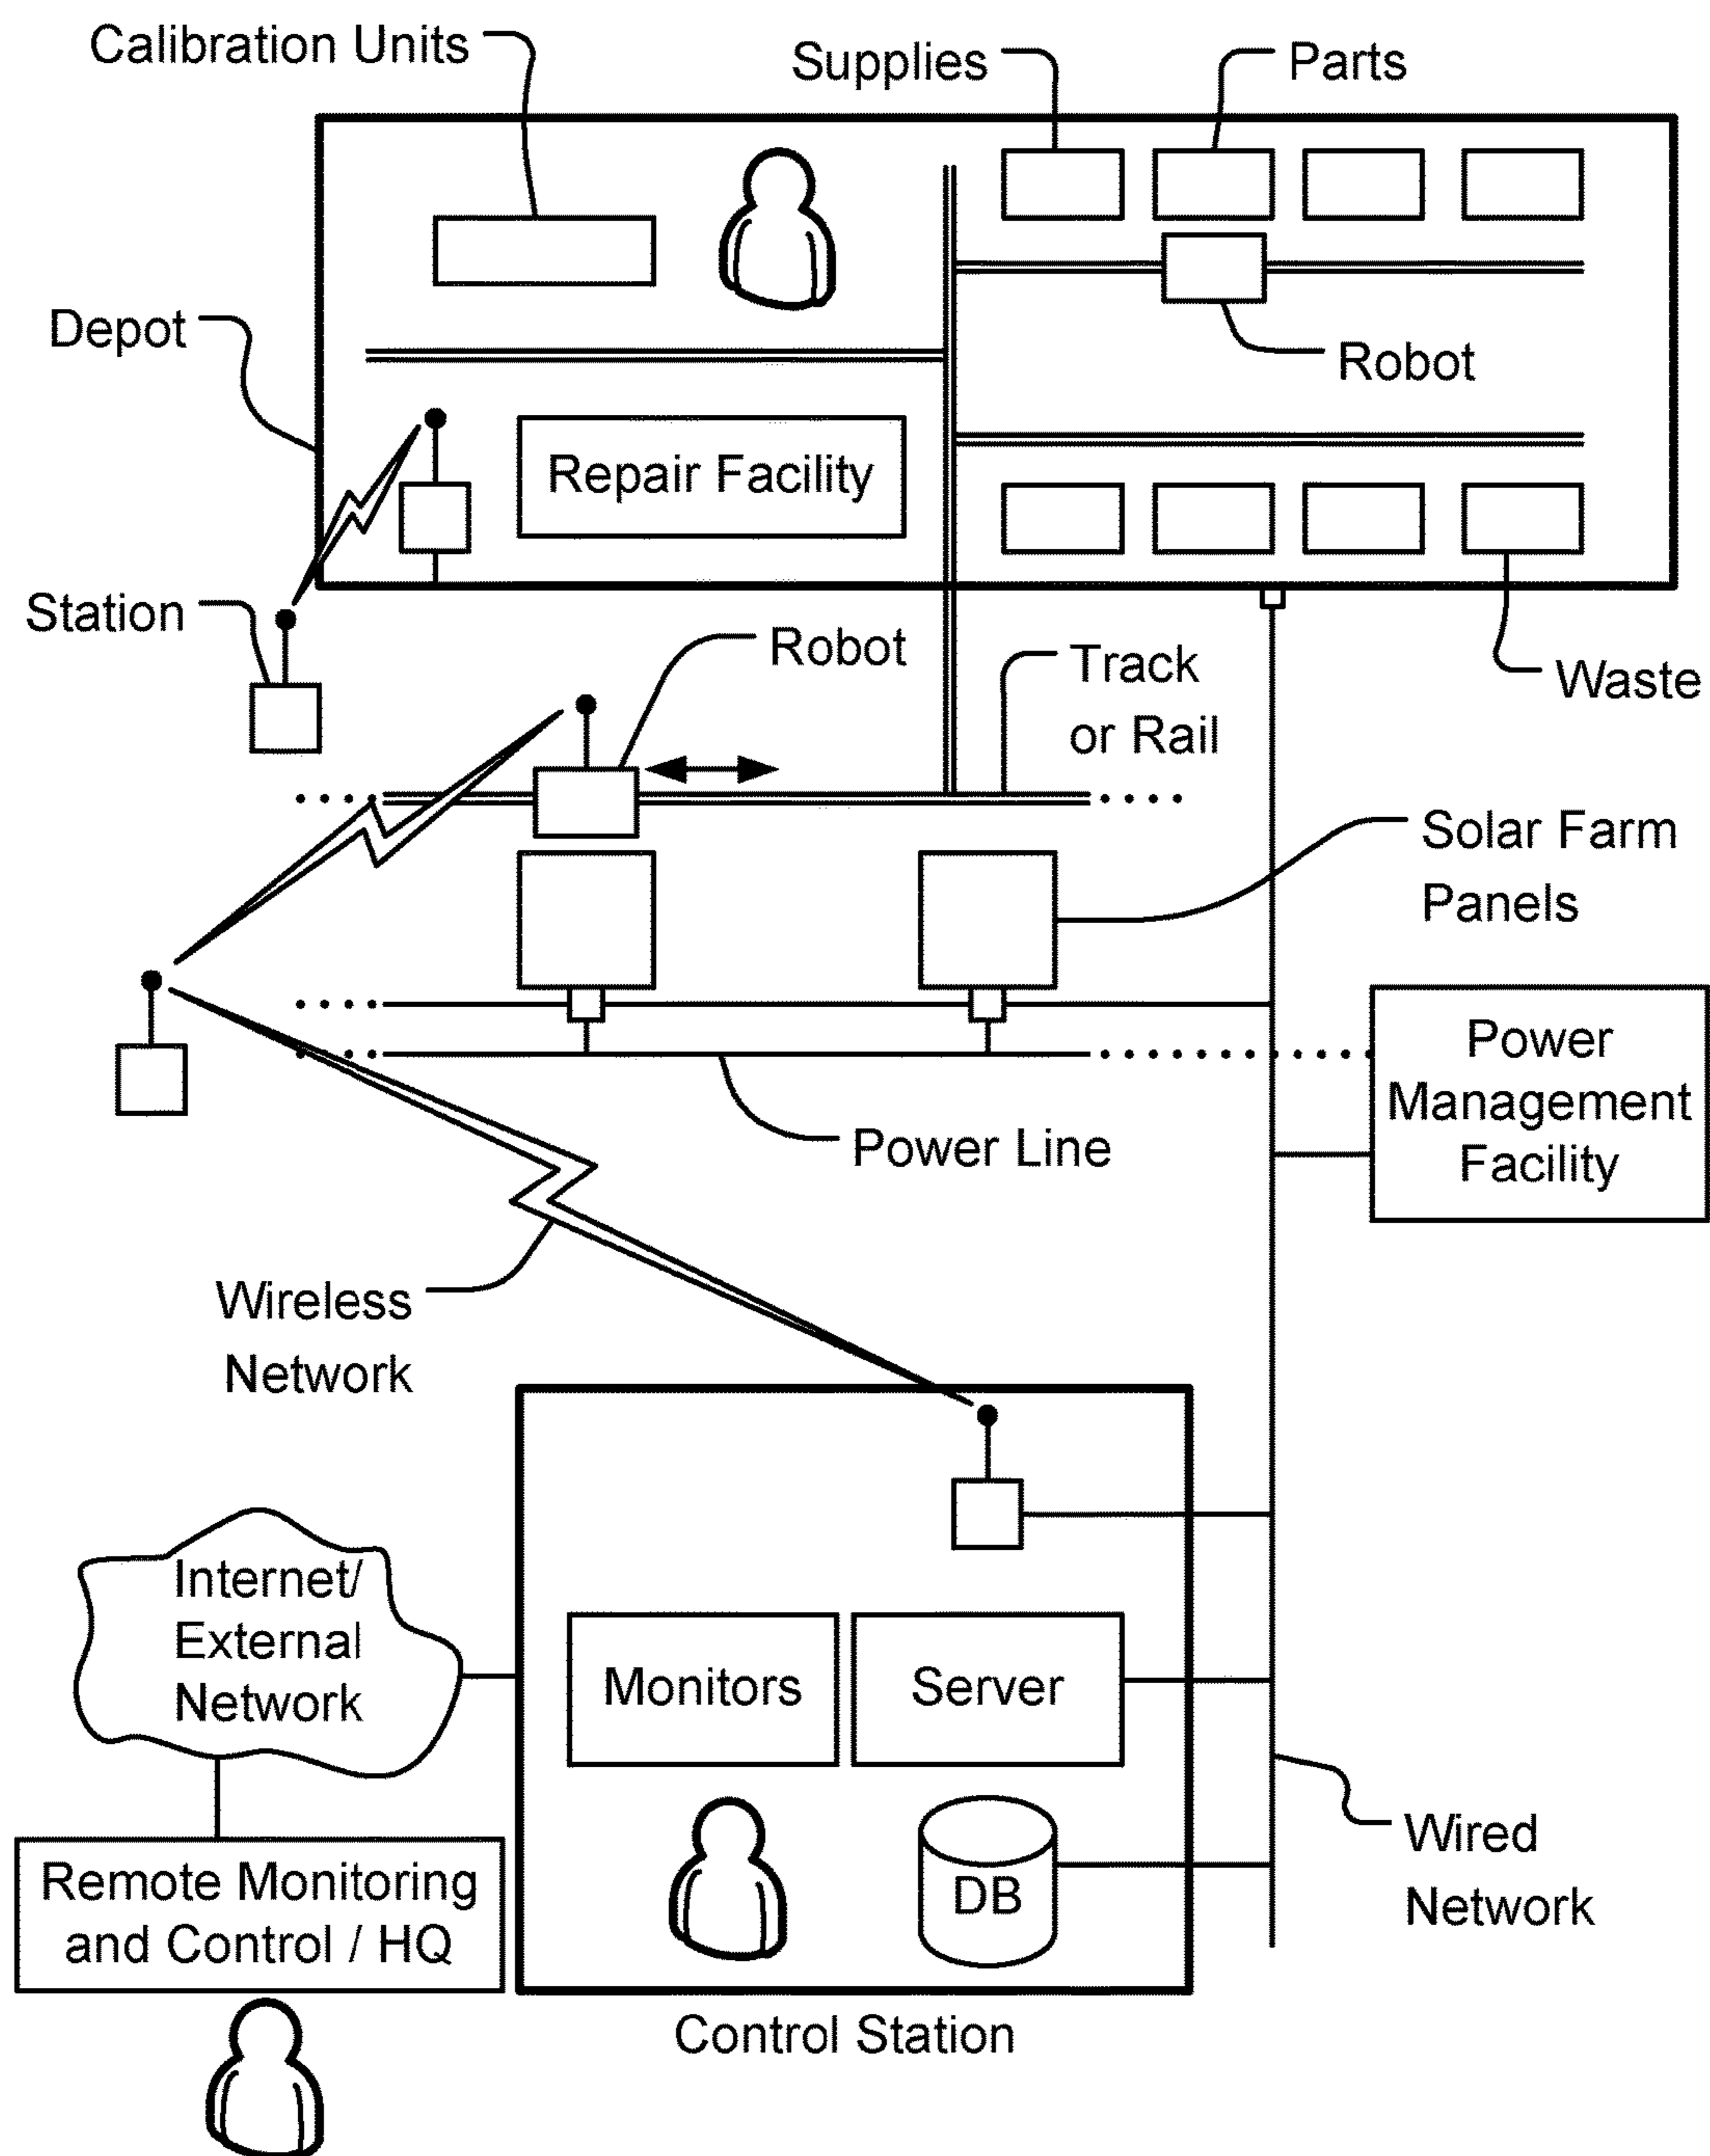 Calibration Units
Supplies
Parts
Depot
Robot
Repair Facility
Station
Robot
Track
or Rail
Waste
Solar Farm
Panels
Power
Management
Facility
Power Line
Wireless
Network
Internet/
External
Network
Monitors
Server
Wired
Network
DB
Remote Monitoring
and Control / HQ
Control Station